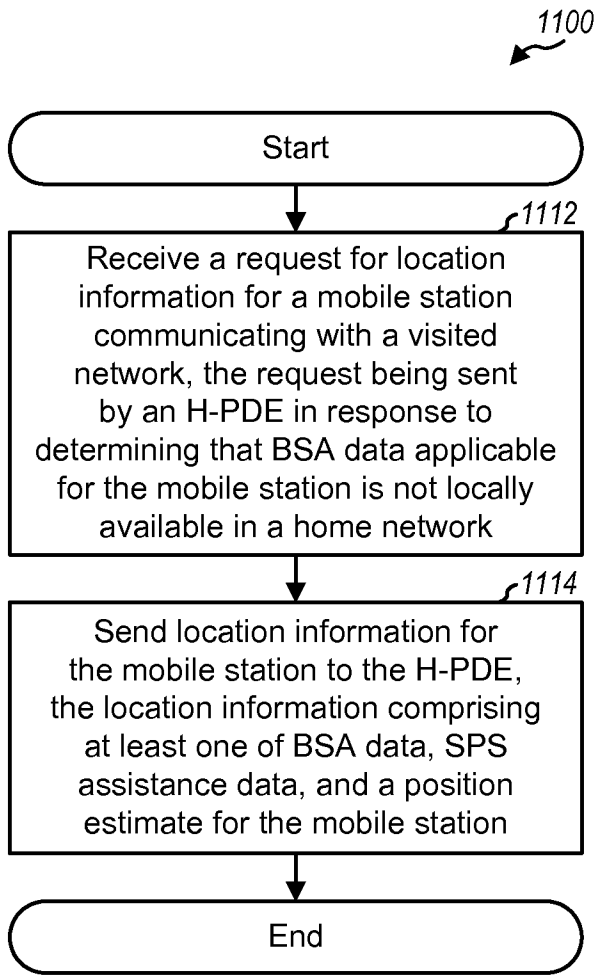 1100
Start
1112
Receive a request for location
information for a mobile station
communicating with a visited
network, the request being sent
by an H-PDE in response to
determining that BSA data applicable
for the mobile station is not locally
available in a home network
1114
Send location information for
the mobile station to the H-PDE,
the location information comprising
at least one of BSA data, SPS
assistance data, and a position
estimate for the mobile station
End